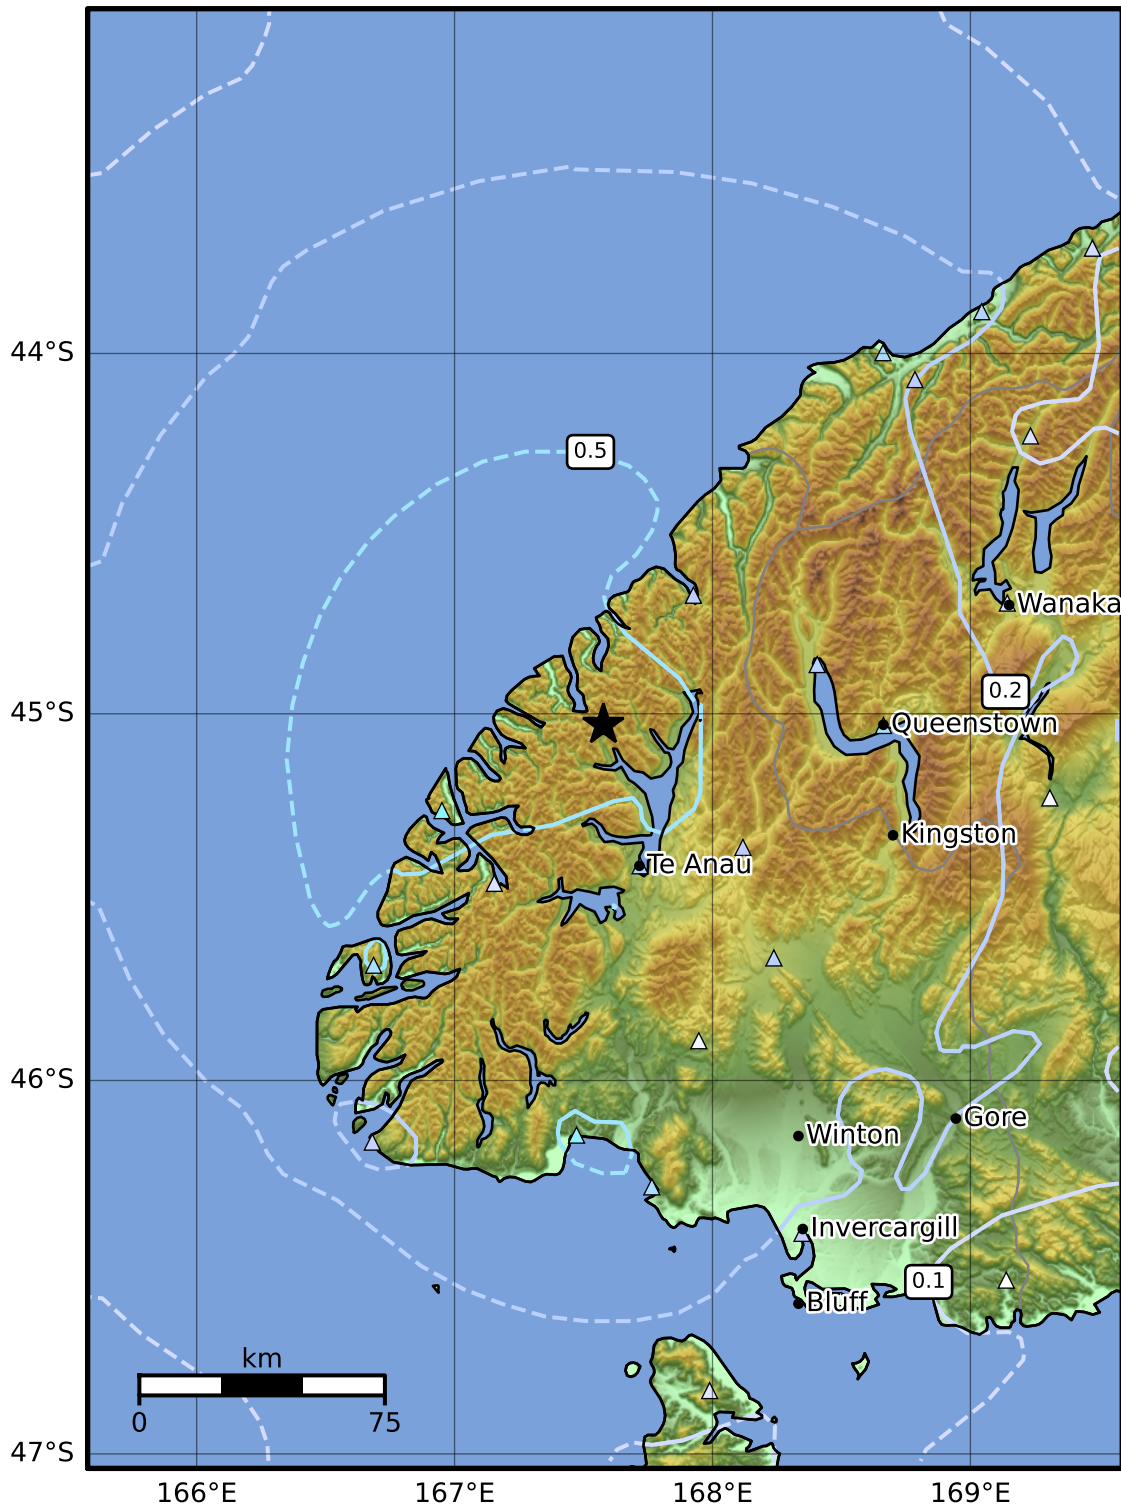 44°S
0.5
Wanaka
0.2
45°S
Queenstown
Kingston
Te Anau
46°S
Gore
Winton
Invercargill
0.1
Bluff
km
0 75
47°S
166°E 167°E 168°E 169°E